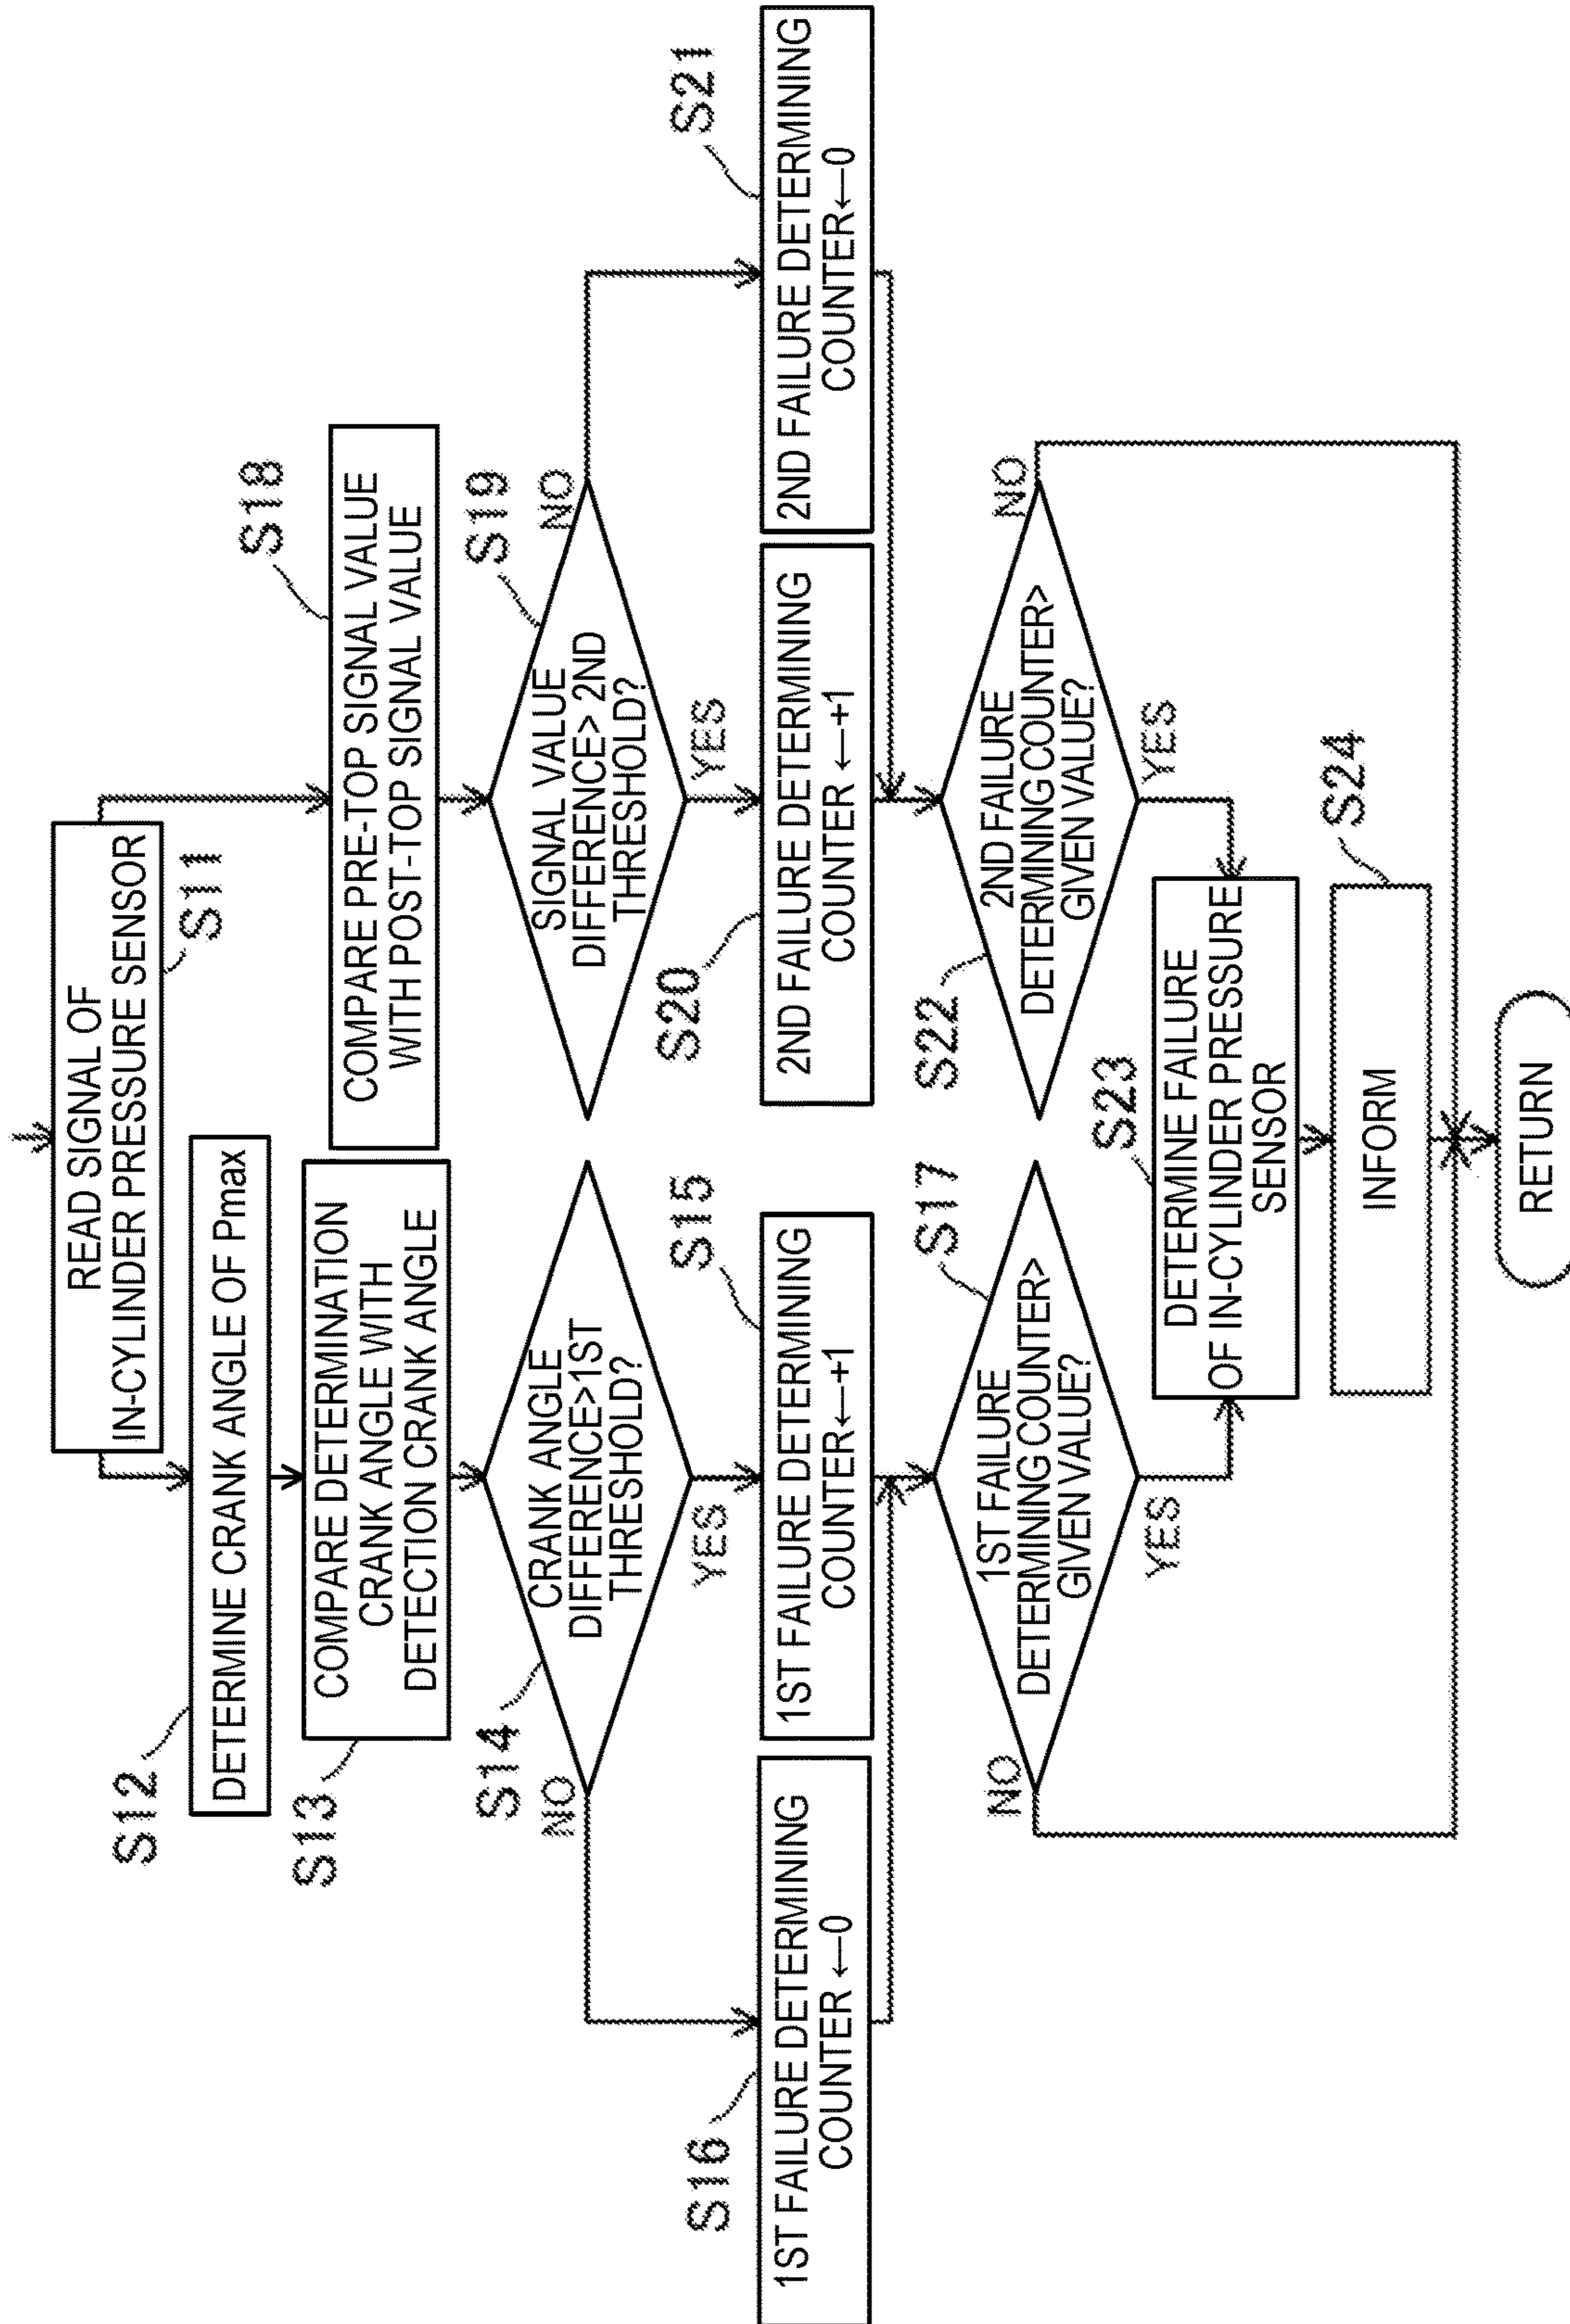 READ SIGNAL OF
IN-CYLINDER PRESSURE SENSOR
S11
S12
DETERMINE CRANK ANGLE OF Pmax
S13
COMPARE DETERMINATION
CRANK ANGLE WITH
DETECTION CRANK ANGLE
S14
CRANK ANGLE
DIFFERENCE>1ST
THRESHOLD?
NO
YES
S16
1ST FAILURE DETERMINING
COUNTER ←0
S15
1ST FAILURE DETERMINING
COUNTER←+1
S17
1ST FAILURE
DETERMINING COUNTER>
GIVEN VALUE?
NO
YES
S18
COMPARE PRE-TOP SIGNAL VALUE
WITH POST-TOP SIGNAL VALUE
S19
SIGNAL VALUE
DIFFERENCE> 2ND
THRESHOLD?
NO
YES
S20
2ND FAILURE DETERMINING
COUNTER ←+1
S21
2ND FAILURE DETERMINING
COUNTER←0
S22
2ND FAILURE
DETERMINING COUNTER>
GIVEN VALUE?
NO
YES
S23
DETERMINE FAILURE
OF IN-CYLINDER PRESSURE
SENSOR
S24
INFORM
RETURN